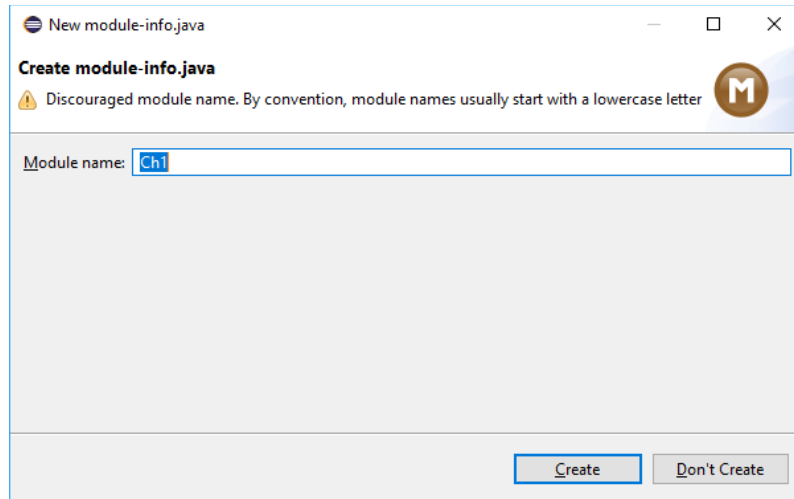 New module-info.java
Create module-info.java
Discouraged module name. By convention, module names usually start with a lowercase letter
M
Module name: Ch1
Create Don't Create